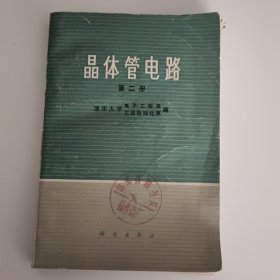 晶体管电路
第二册
清华大学 电子工程系
工业自动化系 编
科学出版社